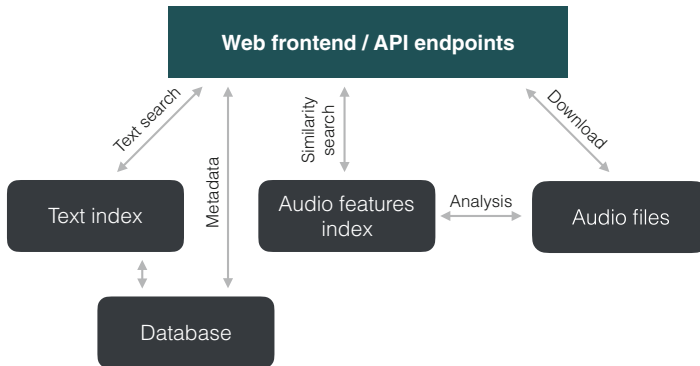 Web frontend / API endpoints
Text search
Metadata
Similarity
search
Download
Text index
Audio features
index
Analysis
Audio files
Database